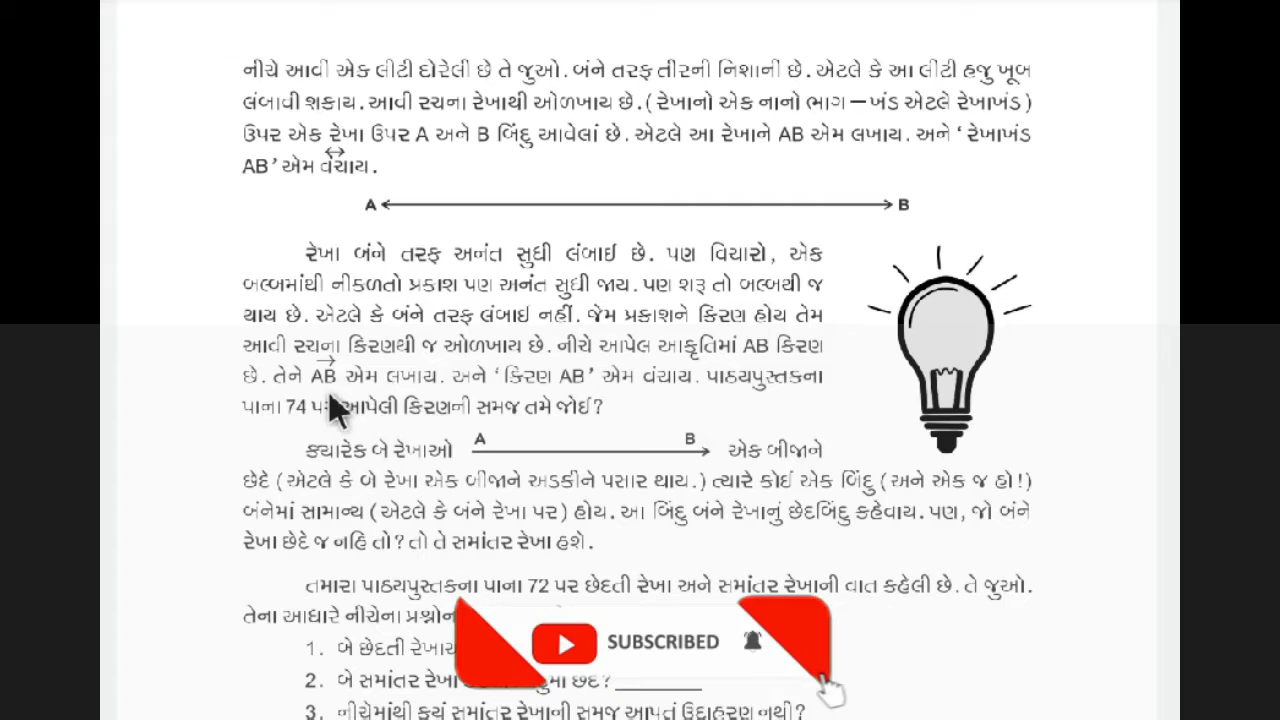 નીચે આવી એક લીટી દોરેલી છે તે જુઓ. બંને તરફ તીરની નિશાની છે. એટલે કે આ લીટી હજુ ખૂબ
લંબાવી શકાય. આવી રચના રેખાથી ઓળખાય છે. ( રેખાનો એક નાનો ભાગ – ખંડ એટલે રેખાખંડ )
ઉપર એક રેખા ઉપર A અને B બિંદુ આવેલાં છે. એટલે આ રેખાને AB એમ લખાય. અને ‘ રેખાખંડ
AB’ એમ વંચાય.
A B
રેખા બંને તરફ અનંત સુધી લંબાઈ છે. પણ વિચારો, એક
બલ્બમાંથી નીકળતો પ્રકાશ પણ અનંત સુધી જાય. પણ શરૂ તો બલ્બથી જ
થાય છે. એટલે કે બંને તરફ લંબાઈ નહીં. જેમ પ્રકાશને કિરણ હોય તેમ
આવી રચના કિરણથી જ ઓળખાય છે. નીચે આપેલ આકૃતિમાં AB કિરણ
છે. તેને AB એમ લખાય. અને ‘ કિરણ AB’ એમ વંચાય. પાઠયપુસ્તકના
પાના 74 આપેલી કિરણની સમજ તમે જોઈ?
ક્યારેક બે રેખાઓ A B એક બીજાને
છેદે ( એટલે કે બે રેખા એક બીજાને અડકીને પસાર થાય. ) ત્યારે કોઈ એક બિંદુ ( અને એક જ હો ! )
બંનેમાં સામાન્ય ( એટલે કે બંને રેખા પર ) હોય. આ બિંદુ બંને રેખાનું છેદબિંદુ કહેવાય. પણ, જો બંને
રેખા છેદે જ નહિ તો ? તો તે સમાંતર રેખા હશે.
તમારા પાઠયપુસ્તકના પાના 72 પર છેદતી રેખા અને સમાંતર રેખાની વાત કહેલી છે. તે જુઓ.
તેના આધારે નીચેના
1. બે છેદતી
2. બે સમાંતર રેખા છેદે? ________
SUBSCRIBED
3. નીચેમાંથી કયું સમાંતર રેખાની સમજ આપતું ઉદાહરણ નથી?